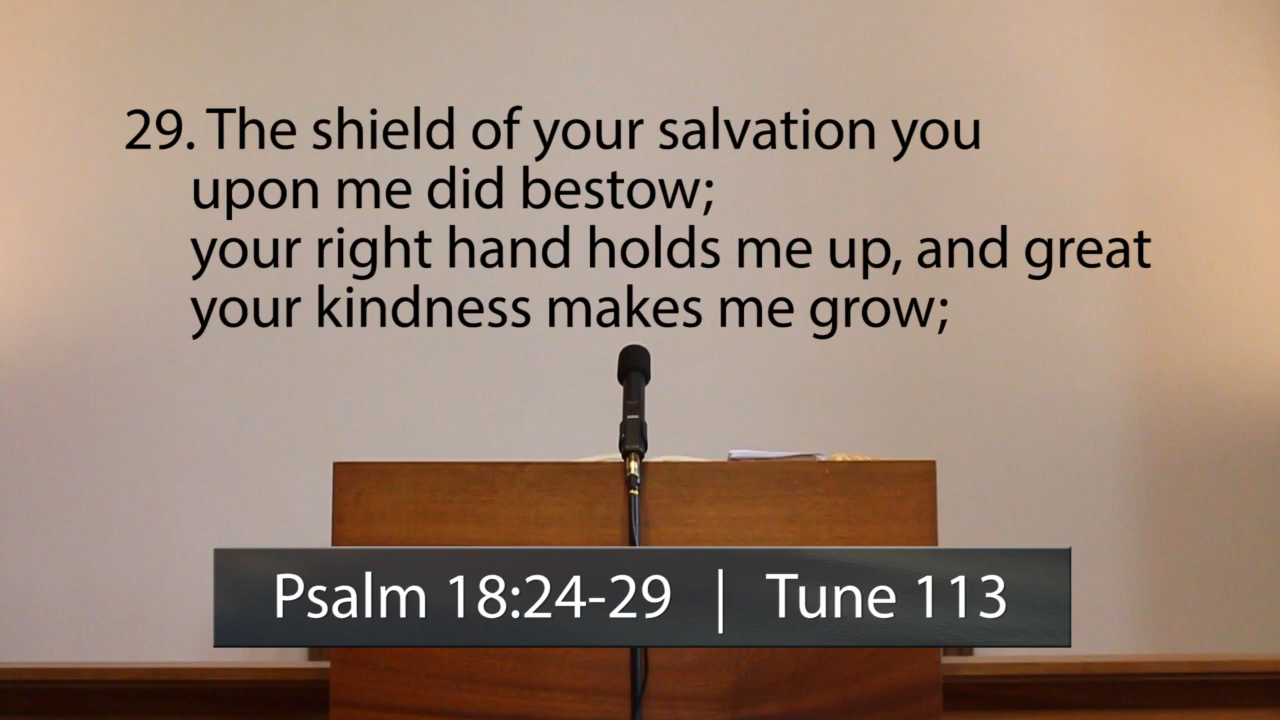 29. The shield of your salvation you
upon me did bestow;
your right hand holds me up, and great
your kindness makes me grow;
Psalm 18:24-29 | Tune 113